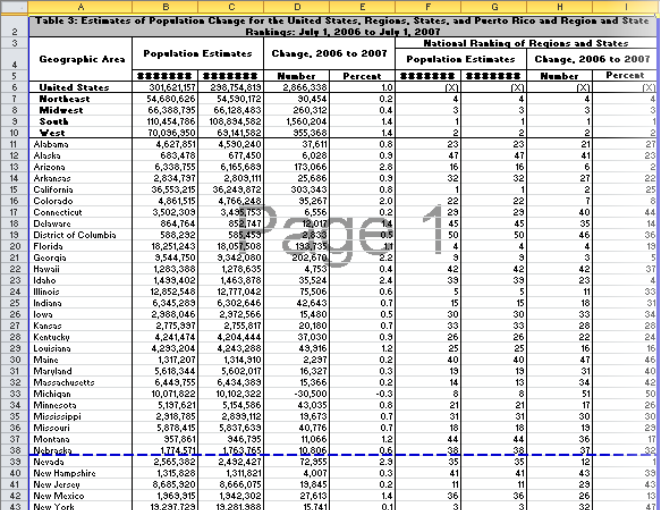 A B C D E F G H I
1
Table 3: Estimates of Population Change for the United States, Regions, States, and Puerto Rico and Region and State
2 Rankings: July 1, 2006 to July 1, 2007
3 Geographic Area Population Estimates Change, 2006 to 2007 National Ranking of Regions and States
4 Population Estimates Change, 2006 to 2007
5 ####### ####### Number Percent ####### ####### Number Percent
6 United States 301,621,157 298,754,819 2,866,338 1.0 (X) (X) (X) (X)
7 Northeast 54,680,626 54,590,172 90,454 0.2 4 4 4 4
8 Midwest 66,388,795 66,128,483 260,312 0.4 3 3 3 3
9 South 110,454,786 108,894,582 1,560,204 1.4 1 1 1 1
10 West 70,096,950 69,141,582 955,368 1.4 2 2 2 2
11 Alabama 4,627,851 4,590,240 37,611 0.8 23 23 21 27
12 Alaska 683,478 677,450 6,028 0.9 47 47 41 23
13 Arizona 6,338,755 6,165,689 173,066 2.8 16 16 6 2
14 Arkansas 2,834,797 2,809,111 25,686 0.9 32 32 27 22
15 California 36,553,215 36,249,872 303,343 0.8 1 1 2 25
16 Colorado 4,861,515 4,766,248 95,267 2.0 22 22 7 8
17 Connecticut 3,502,309 3,495,753 6,556 0.2 29 29 40 44
18 Delaware 864,764 852,747 12,017 1.4 45 45 35 14
19 District of Columbia 588,292 585,459 2,833 0.5 50 50 46 36
20 Florida 18,251,243 18,057,508 193,735 1.1 4 4 4 19
21 Georgia 9,544,750 9,342,080 202,670 2.2 9 9 3 5
22 Hawaii 1,283,388 1,278,635 4,753 0.4 42 42 42 37
23 Idaho 1,499,402 1,463,878 35,524 2.4 39 39 23 4
24 Illinois 12,852,548 12,777,042 75,506 0.6 5 5 11 33
25 Indiana 6,345,289 6,302,646 42,643 0.7 15 15 18 31
26 Iowa 2,988,046 2,972,566 15,480 0.5 30 30 33 34
27 Kansas 2,775,997 2,755,817 20,180 0.7 33 33 28 28
28 Kentucky 4,241,474 4,204,444 37,030 0.9 26 26 22 24
29 Louisiana 4,293,204 4,243,288 49,916 1.2 25 25 16 16
30 Maine 1,317,207 1,314,910 2,297 0.2 40 40 47 46
31 Maryland 5,618,344 5,602,017 16,327 0.3 19 19 31 40
32 Massachusetts 6,449,755 6,434,389 15,366 0.2 14 13 34 42
33 Michigan 10,071,822 10,102,322 -30,500 -0.3 8 8 51 50
34 Minnesota 5,197,621 5,154,586 43,035 0.8 21 21 17 26
35 Mississippi 2,918,785 2,899,112 19,673 0.7 31 31 30 30
36 Missouri 5,878,415 5,837,639 40,776 0.7 18 18 19 29
37 Montana 957,861 946,795 11,066 1.2 44 44 36 17
38 Nebraska 1,774,571 1,763,765 10,806 0.6 38 38 37 32
39 Nevada 2,565,382 2,492,427 72,955 2.9 35 35 12 1
40 New Hampshire 1,315,828 1,311,821 4,007 0.3 41 41 43 39
41 New Jersey 8,685,920 8,666,075 19,845 0.2 11 11 29 43
42 New Mexico 1,969,915 1,942,302 27,613 1.4 36 36 26 13
43 New York 19,297,729 19,281,988 15,741 0.1 3 3 32 47
Page 1